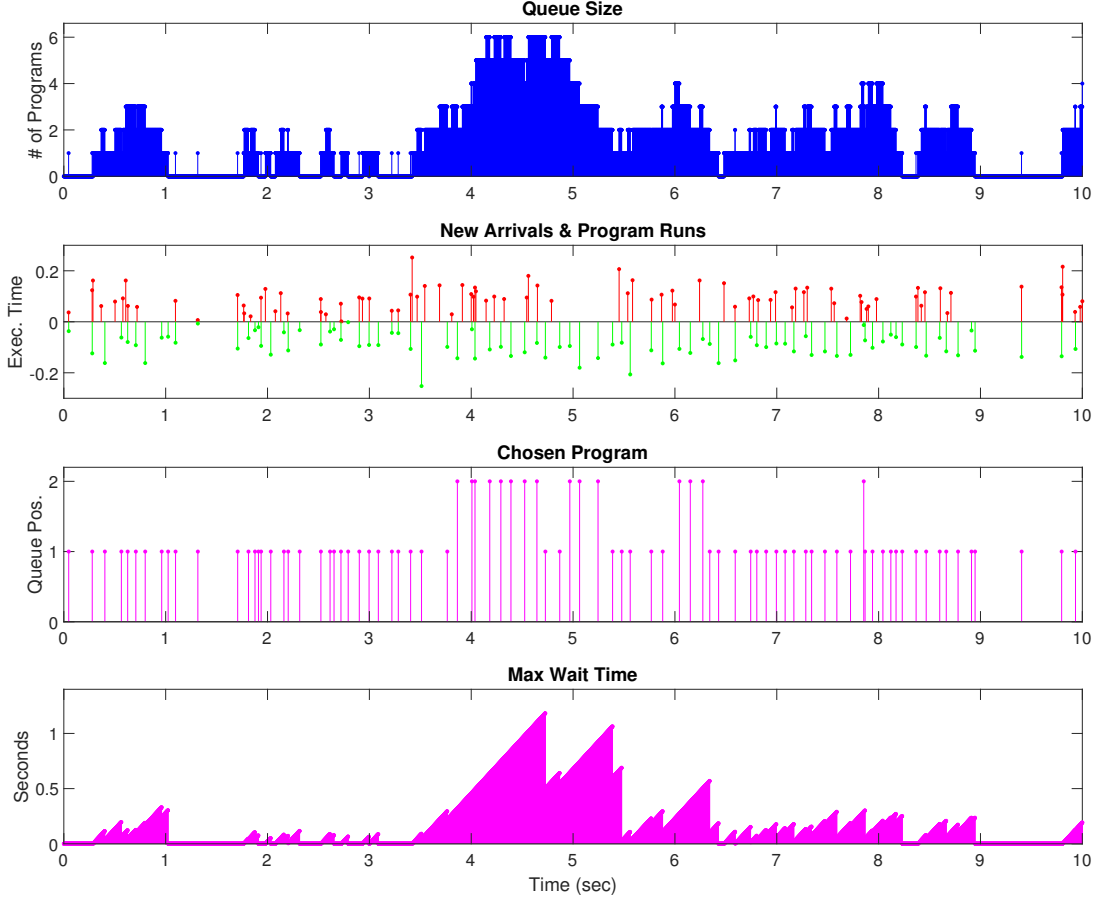 Queue Size
# of Programs
6
4
2
0
0 1 2 3 4 5 6 7 8 9 10
New Arrivals & Program Runs
Exec. Time
0.2
0
-0.2
0 1 2 3 4 5 6 7 8 9 10
Chosen Program
Queue Pos.
2
1
0
0 1 2 3 4 5 6 7 8 9 10
Max Wait Time
Seconds
1
0.5
0
0 1 2 3 4 5 6 7 8 9 10
Time (sec)